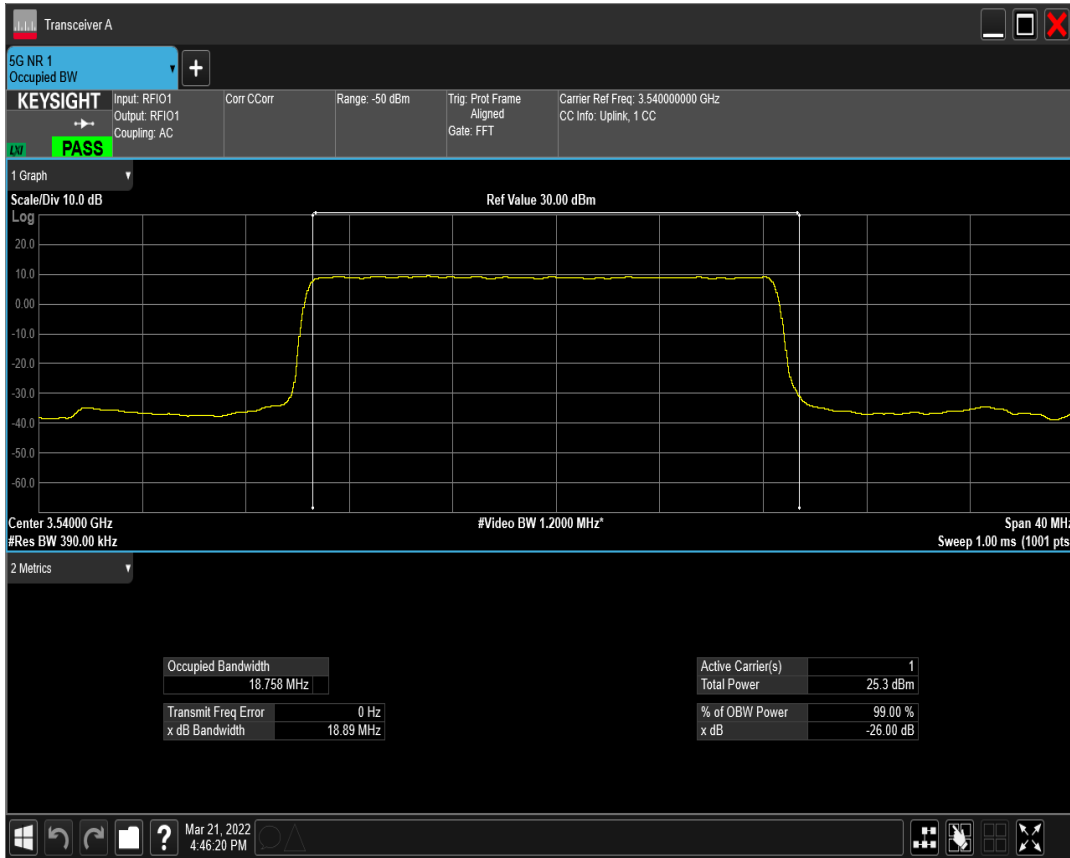 Transceiver A
5G NR 1
Occupied BW
KEYSIGHT
LXI
PASS
Input: RFIO1
Output: RFIO1
Coupling: AC
Corr CCorr
Range: -50 dBm
Trig: Prot Frame
Aligned
Gate: FFT
Carrier Ref Freq: 3.540000000 GHz
CC Info: Uplink, 1 CC
1 Graph
Scale/Div 10.0 dB
Ref Value 30.00 dBm
Log
20.0
10.0
0.00
-10.0
-20.0
-30.0
-40.0
-50.0
-60.0
Center 3.54000 GHz
#Video BW 1.2000 MHz*
Span 40 MHz
#Res BW 390.00 kHz
Sweep 1.00 ms (1001 pts
2 Metrics
Occupied Bandwidth
18.758 MHz
Transmit Freq Error 0 Hz
x dB Bandwidth 18.89 MHz
Active Carrier(s) 1
Total Power 25.3 dBm
% of OBW Power 99.00 %
x dB -26.00 dB
Mar 21, 2022
4:46:20 PM